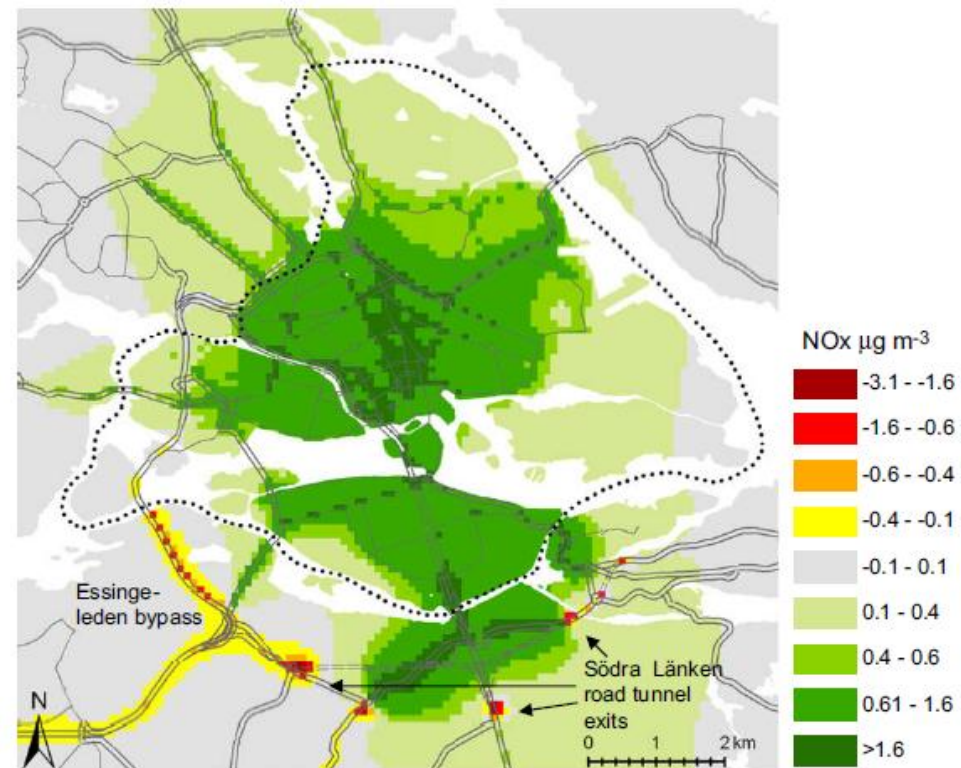 NOx µg m-3
-3.1 - -1.6
-1.6 - -0.6
-0.6 - -0.4
-0.4 - -0.1
-0.1 - 0.1
0.1 - 0.4
0.4 - 0.6
0.61 - 1.6
>1.6
Essinge-
leden bypass
Södra Länken
road tunnel
exits
N
0 1 2 km